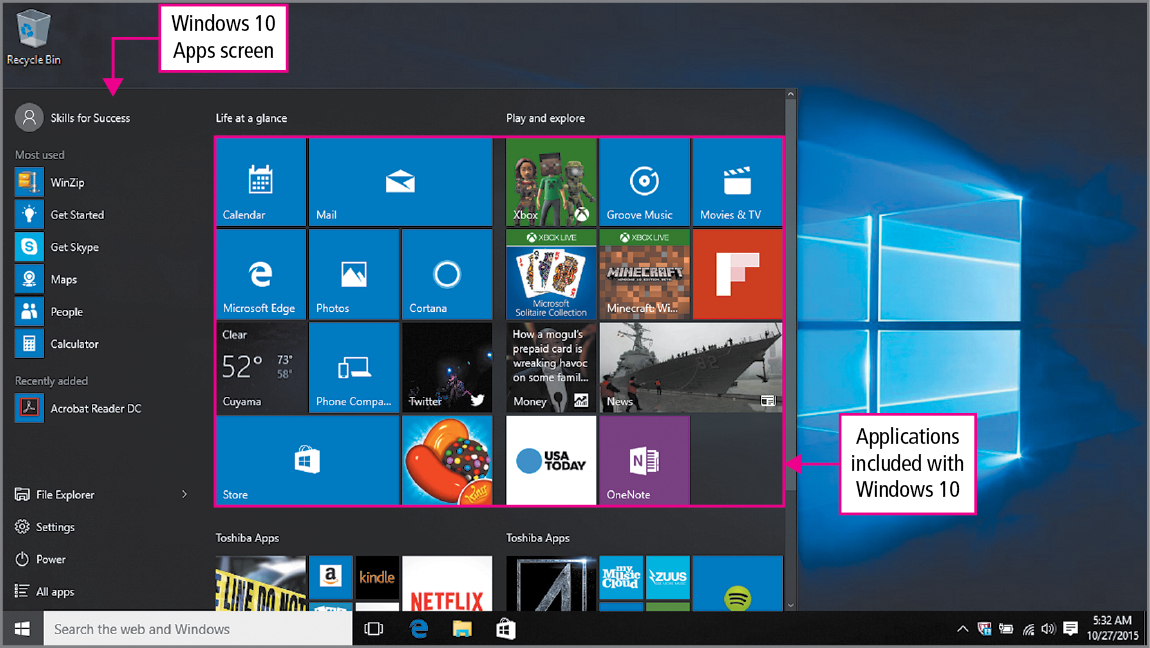 Windows 10
Apps screen
Recycle Bin
Skills for Success
Most used
WinZip
Get Started
Get Skype
Maps
People
Calculator
Recently added
Acrobat Reader DC
File Explorer
Settings
Power
All apps
Life at a glance
Calendar
Mail
Microsoft Edge
Photos
Cortana
Clear
52° 73°
58°
Cuyama
Phone Compa...
Twitter
Store
King
Play and explore
Xbox
Groove Music
Movies & TV
XBOX LIVE
Microsoft
Solitaire Collection
XBOX LIVE
MINECRAFT
Minecraft: Wi...
How a mogul's
prepaid card is
wreaking havoc
on some famil...
Money
News
USA
TODAY
OneNote
Applications
included with
Windows 10
Toshiba Apps
LINE DO NOT
a
kindle
NETFLIX
Toshiba Apps
my
Music
Cloud
ZUUS
Search the web and Windows
5:32 AM
10/27/2015